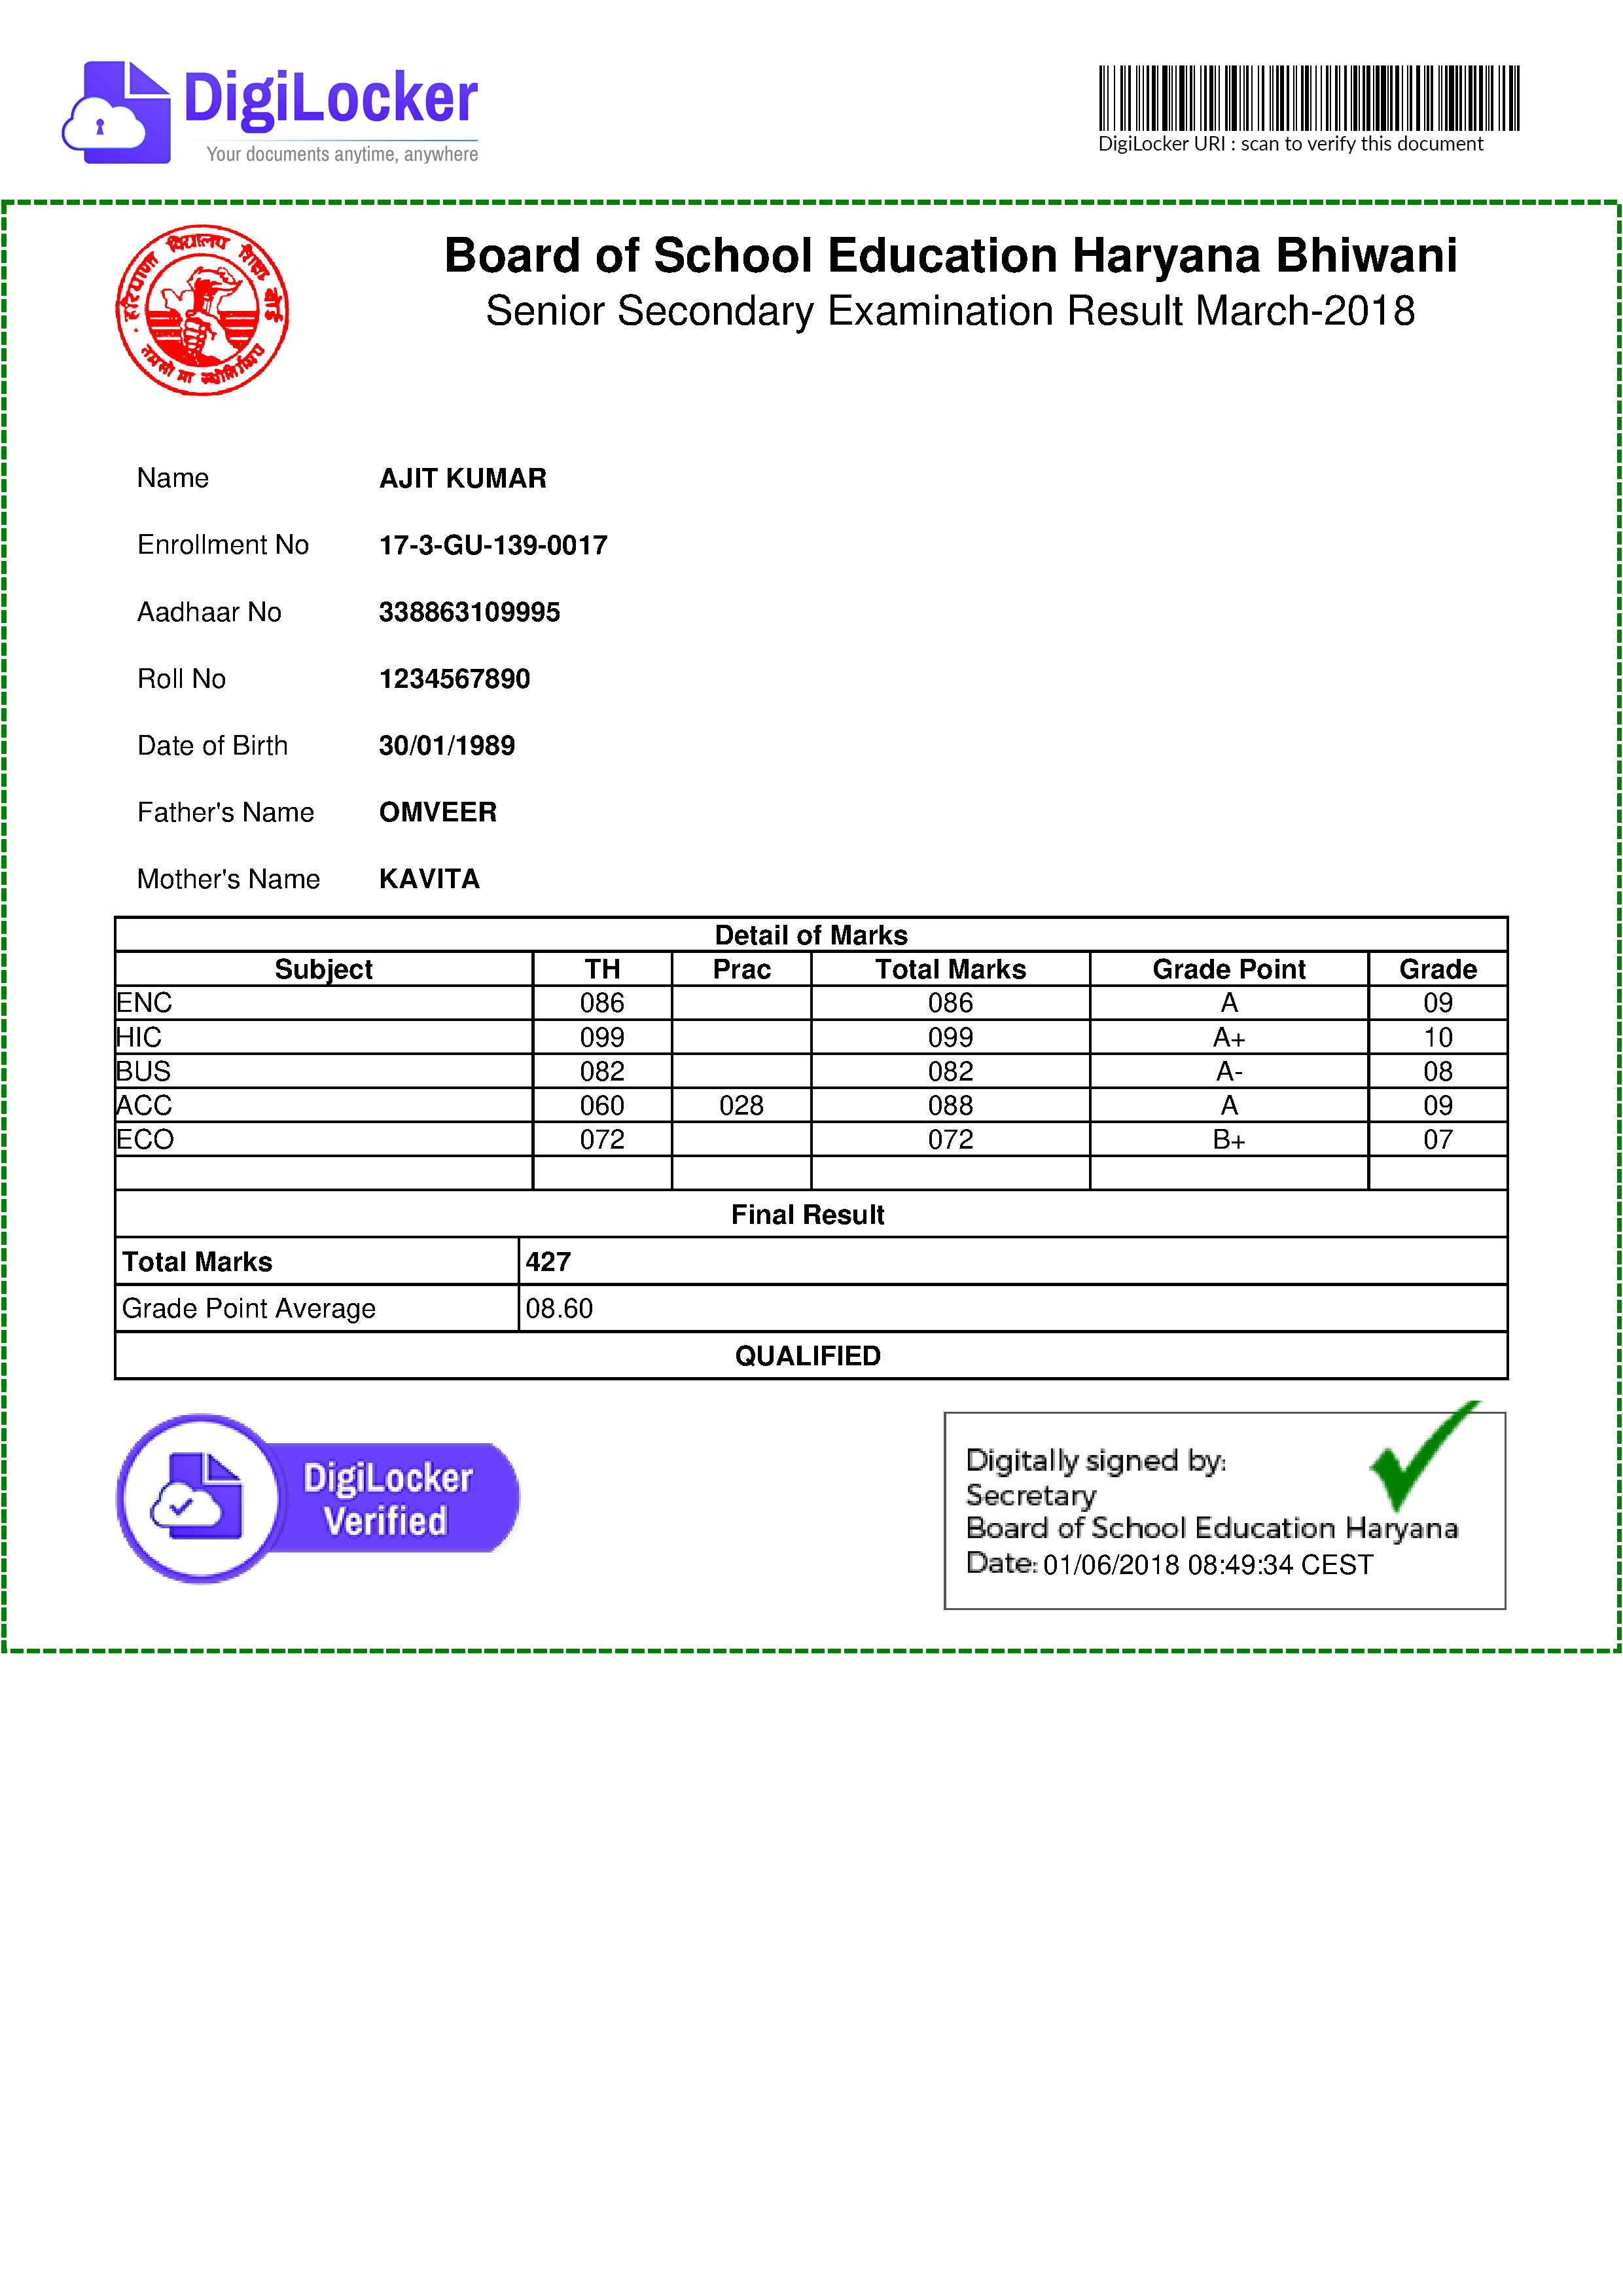 DigiLocker
Your documents anytime, anywhere
DigiLocker URI : scan to verify this document
हरियाणा विद्यालय शिक्षा बोर्ड
तमसो मा ज्योतिर्गमय
Board of School Education Haryana Bhiwani
Senior Secondary Examination Result March-2018
Name AJIT KUMAR
Enrollment No 17-3-GU-139-0017
Aadhaar No 338863109995
Roll No 1234567890
Date of Birth 30/01/1989
Father's Name OMVEER
Mother's Name KAVITA
Detail of Marks
Subject TH Prac Total Marks Grade Point Grade
ENC 086 086 A 09
HIC 099 099 A+ 10
BUS 082 082 A- 08
ACC 060 028 088 A 09
ECO 072 072 B+ 07
Final Result
Total Marks 427
Grade Point Average 08.60
QUALIFIED
DigiLocker
Verified
Digitally signed by:
Secretary
Board of School Education Haryana
Date: 01/06/2018 08:49:34 CEST